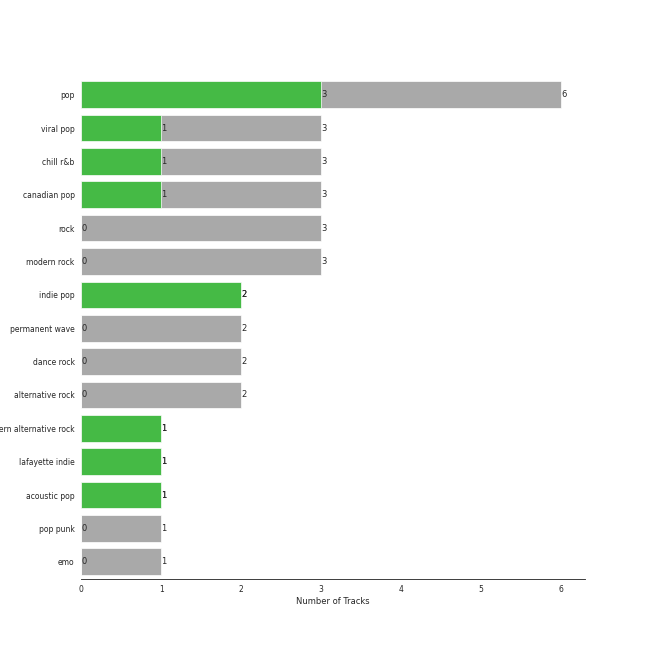 pop 3 6
viral pop 1 3
chill r&b 1 3
canadian pop 1 3
rock 0 3
modern rock 0 3
indie pop 2
permanent wave 0 2
dance rock 0 2
alternative rock 0 2
ern alternative rock 1
lafayette indie 1
acoustic pop 1
pop punk 0 1
emo 0 1
0 1 2 3 4 5 6
Number of Tracks